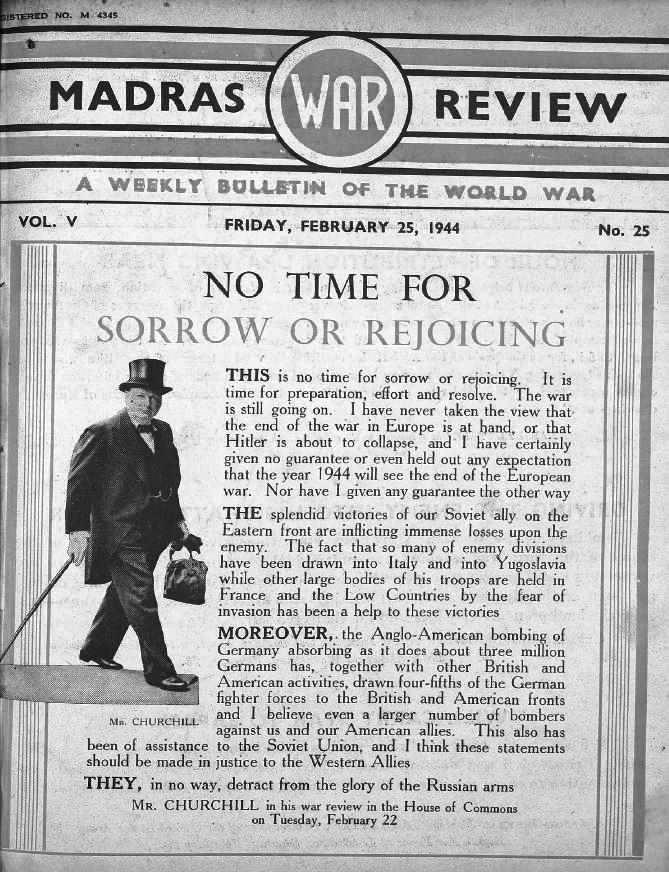 GISTERED NO. M 4345
MADRAS WAR REVIEW
A WEEKLY BULLETIN OF THE WORLD WAR
VOL. V FRIDAY, FEBRUARY 25, 1944 No. 25
NO TIME FOR
SORROW OR REJOICING
THIS is no time for sorrow or rejoicing. It is
time for preparation, effort and resolve. The war
is still going on. I have never taken the view that
the end of the war in Europe is at hand, or that
Hitler is about to collapse, and I have certainly
given no guarantee or even held out any expectation
that the year 1944 will see the end of the European
war. Nor have I given any guarantee the other way
THE splendid victories of our Soviet ally on the
Eastern front are inflicting immense losses upon the
enemy. The fact that so many of enemy divisions
have been drawn into Italy and into Yugoslavia
while other large bodies of his troops are held in
France and the Low Countries by the fear of
invasion has been a help to these victories
MOREOVER, the Anglo-American bombing of
Germany absorbing as it does about three million
Germans has, together with other British and
American activities, drawn four-fifths of the German
fighter forces to the British and American fronts
and I believe even a larger number of bombers
against us and our American allies. This also has
been of assistance to the Soviet Union, and I think these statements
should be made in justice to the Western Allies
THEY, in no way, detract from the glory of the Russian arms
MR. CHURCHILL in his war review in the House of Commons
on Tuesday, February 22
MR. CHURCHILL